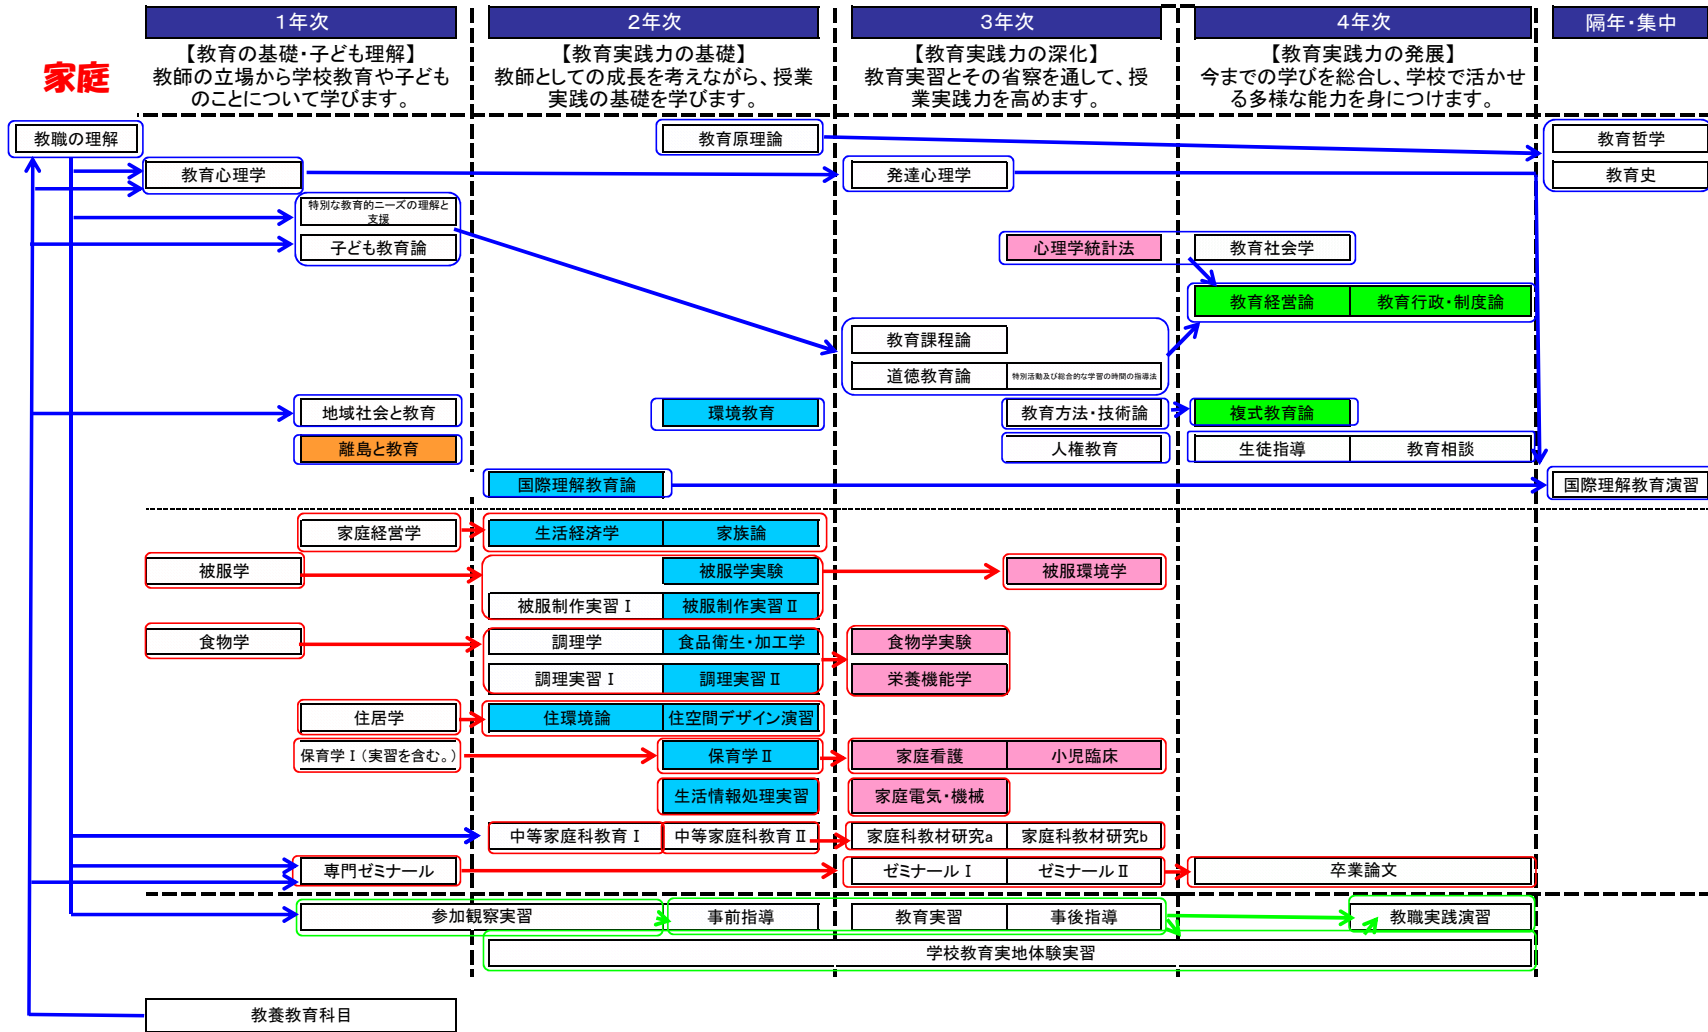 1年次
2年次
3年次
4年次
隔年・集中
家庭
【教育の基礎・子ども理解】
教師の立場から学校教育や子ども
のことについて学びます。
【教育実践力の基礎】
教師としての成長を考えながら、授業
実践の基礎を学びます。
【教育実践力の深化】
教育実習とその省察を通して、授
業実践力を高めます。
【教育実践力の発展】
今までの学びを総合し、学校で活かせ
る多様な能力を身につけます。
教職の理解
教育原理論
教育哲学
教育心理学
発達心理学
教育史
特別な教育的ニーズの理解と
支援
子ども教育論
心理学統計法
教育社会学
教育経営論
教育行政・制度論
教育課程論
道徳教育論
特別活動及び総合的な学習の時間の指導法
地域社会と教育
環境教育
教育方法・技術論
複式教育論
離島と教育
人権教育
生徒指導
教育相談
国際理解教育論
国際理解教育演習
家庭経営学
生活経済学
家族論
被服学
被服学実験
被服環境学
被服制作実習Ⅰ
被服制作実習Ⅱ
食物学
調理学
食品衛生・加工学
食物学実験
調理実習Ⅰ
調理実習Ⅱ
栄養機能学
住居学
住環境論
住空間デザイン演習
保育学Ⅰ(実習を含む。)
保育学Ⅱ
家庭看護
小児臨床
生活情報処理実習
家庭電気・機械
中等家庭科教育Ⅰ
中等家庭科教育Ⅱ
家庭科教材研究a
家庭科教材研究b
専門ゼミナール
ゼミナールⅠ
ゼミナールⅡ
卒業論文
参加観察実習
事前指導
教育実習
事後指導
教職実践演習
学校教育実地体験実習
教養教育科目